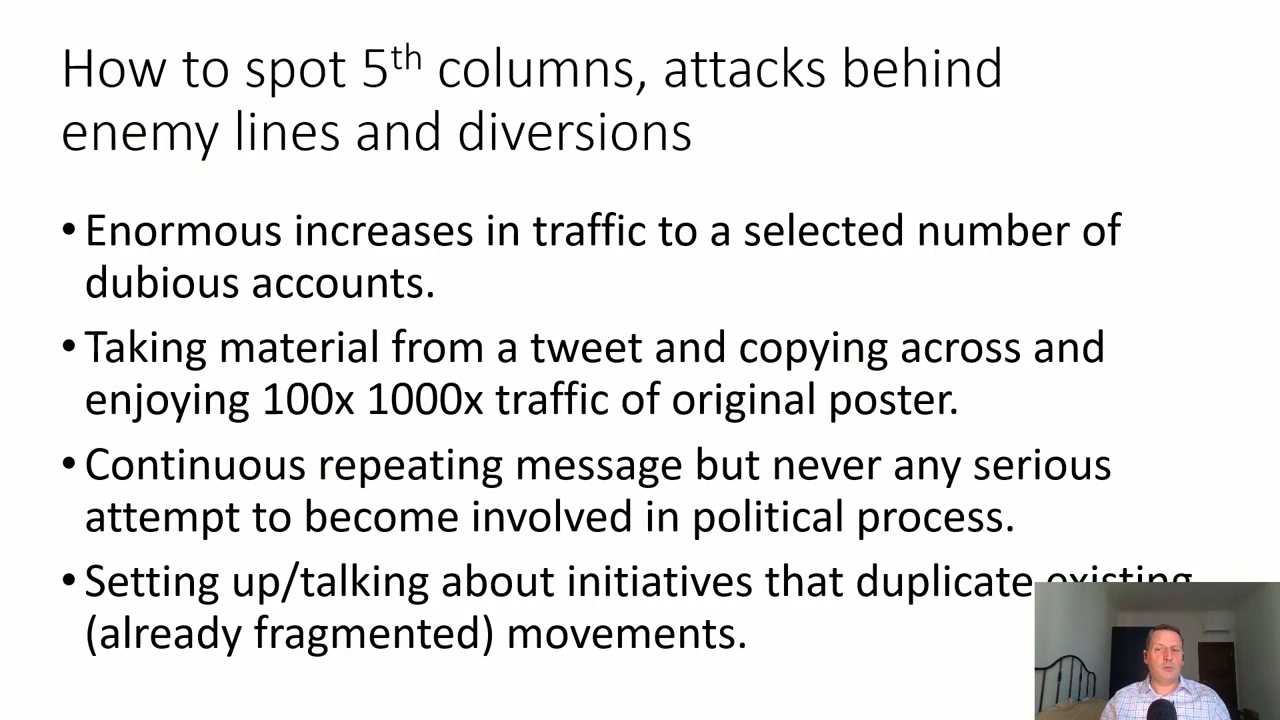 How to spot 5th columns, attacks behind
enemy lines and diversions
• Enormous increases in traffic to a selected number of
dubious accounts.
• Taking material from a tweet and copying across and
enjoying 100x 1000x traffic of original poster.
• Continuous repeating message but never any serious
attempt to become involved in political process.
• Setting up/talking about initiatives that duplicate existing
(already fragmented) movements.